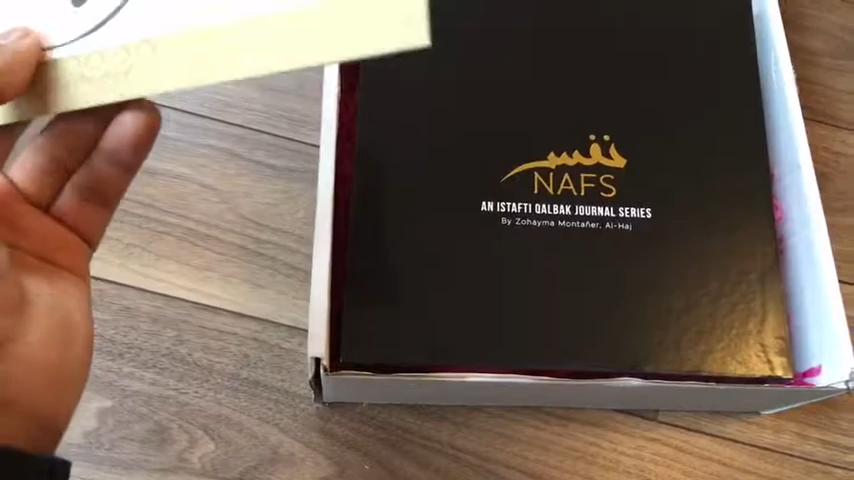 نفس
NAFS
AN ISTAFTI QALBAK JOURNAL SERIES
By Zohayma Montañer, Al-Haj